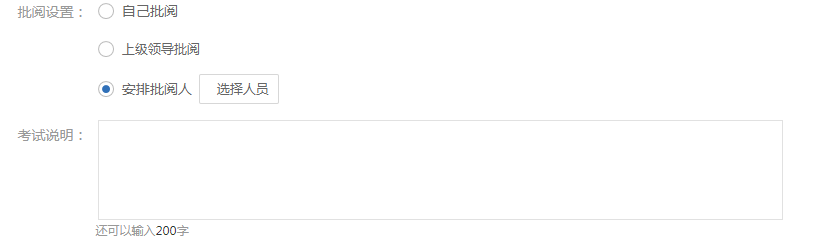 批阅设置： 自己批阅
上级领导批阅
安排批阅人 选择人员
考试说明：
还可以输入200字